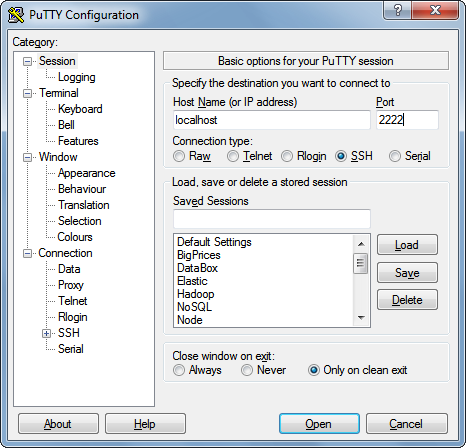 PuTTY Configuration
Category:
Session
Logging
Terminal
Keyboard
Bell
Features
Window
Appearance
Behaviour
Translation
Selection
Colours
Connection
Data
Proxy
Telnet
Rlogin
SSH
Serial
Basic options for your PuTTY session
Specify the destination you want to connect to
Host Name (or IP address) Port
localhost 2222
Connection type:
Raw Telnet Rlogin SSH Serial
Load, save or delete a stored session
Saved Sessions
Default Settings
BigPrices
DataBox
Elastic
Hadoop
NoSQL
Node
Load
Save
Delete
Close window on exit:
Always Never Only on clean exit
About Help Open Cancel